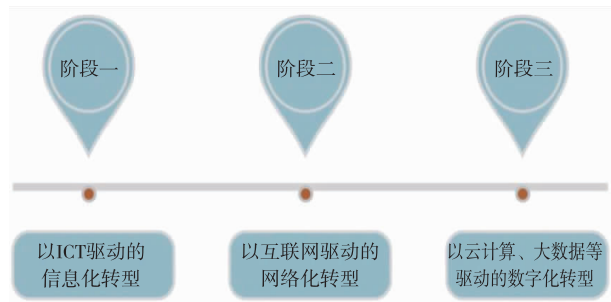 阶段一
阶段二
阶段三
以ICT驱动的
信息化转型
以互联网驱动的
网络化转型
以云计算、大数据等
驱动的数字化转型